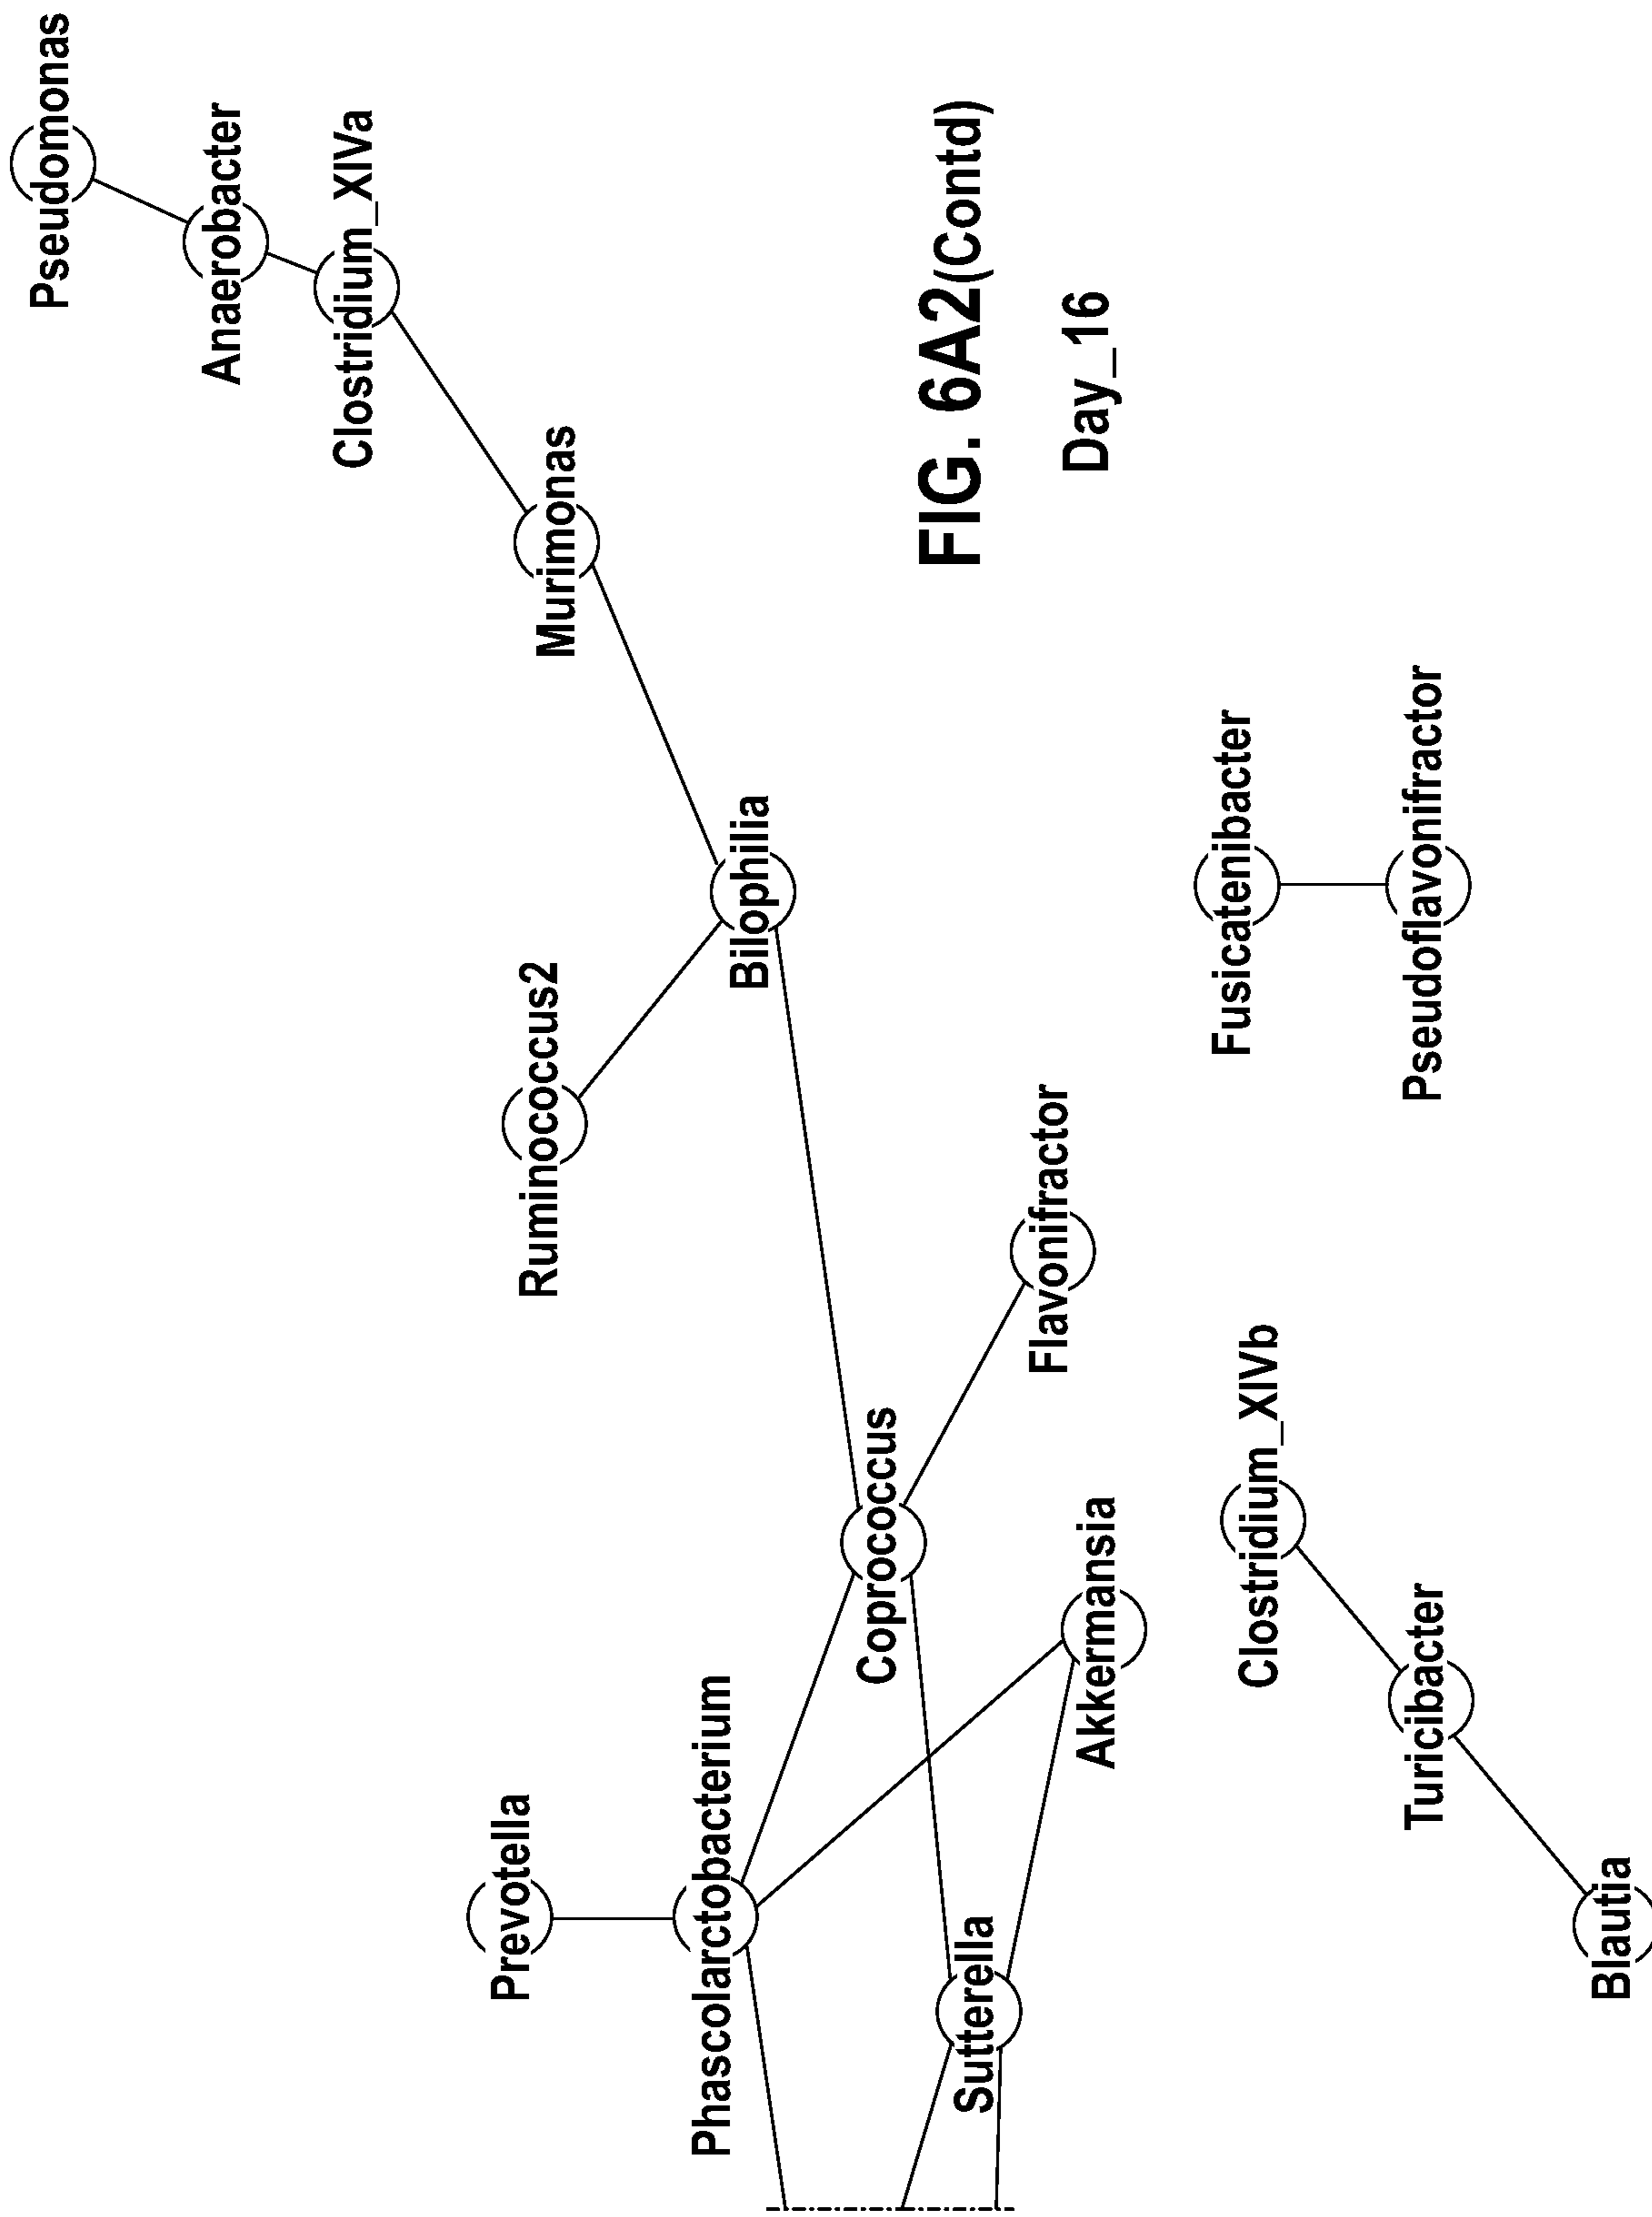 Pseudomonas
Anaerobacter
Clostridium_XIVa
Murimonas
Bilophilia
Ruminococcus2
Prevotella
Phascolarctobacterium
Coprococcus
Flavonifractor
Sutterella
Akkermansia
FIG. 6A2(Contd)
Day_16
Fusicatenibacter
Pseudoflavonifractor
Clostridium_XIVb
Turicibacter
Blautia